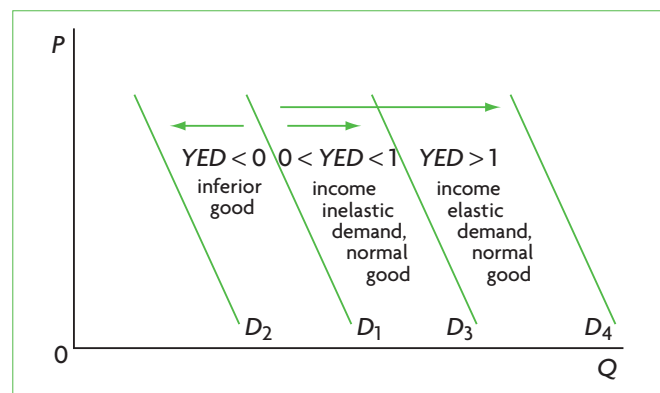 P
YED < 0 0 < YED < 1 YED > 1
inferior good
income inelastic demand, normal good
income elastic demand, normal good
D2 D1 D3 D4
0
Q